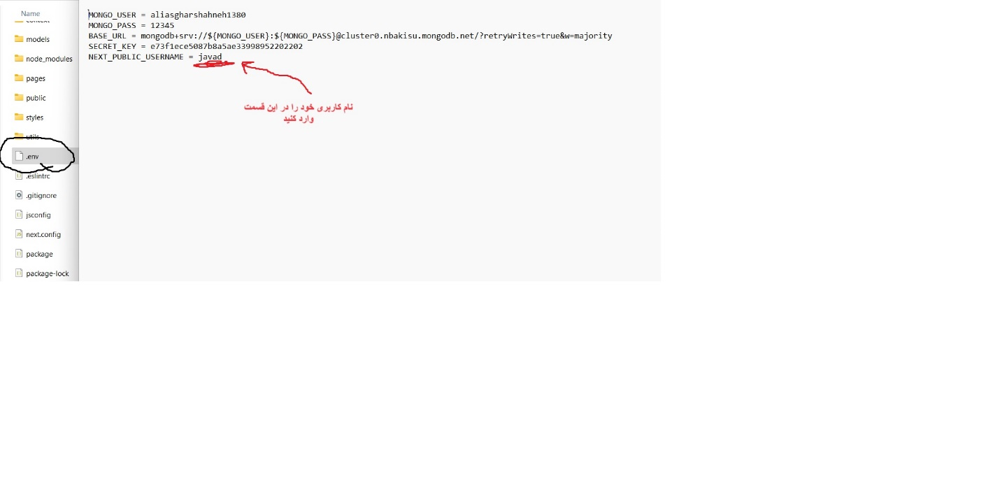 Name
models
node_modules
pages
public
styles
utils
.env
.eslintrc
.gitignore
jsconfig
next.config
package
package-lock
MONGO_USER = aliasgharshahneh1380
MONGO_PASS = 12345
BASE_URL = mongodb+srv://${MONGO_USER}:${MONGO_PASS}@cluster0.nbakisu.mongodb.net/?retryWrites=true&w=majority
SECRET_KEY = e73f1ece5087b8a5ae33998952202202
NEXT_PUBLIC_USERNAME = javad
نام کاربری خود را در این قسمت
وارد کنید